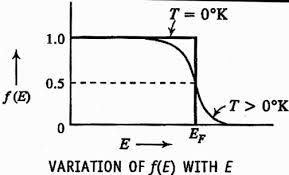 T = 0°K
1.0
0.5
f(E)
T > 0°K
0
E
E_F
VARIATION OF f(E) WITH E